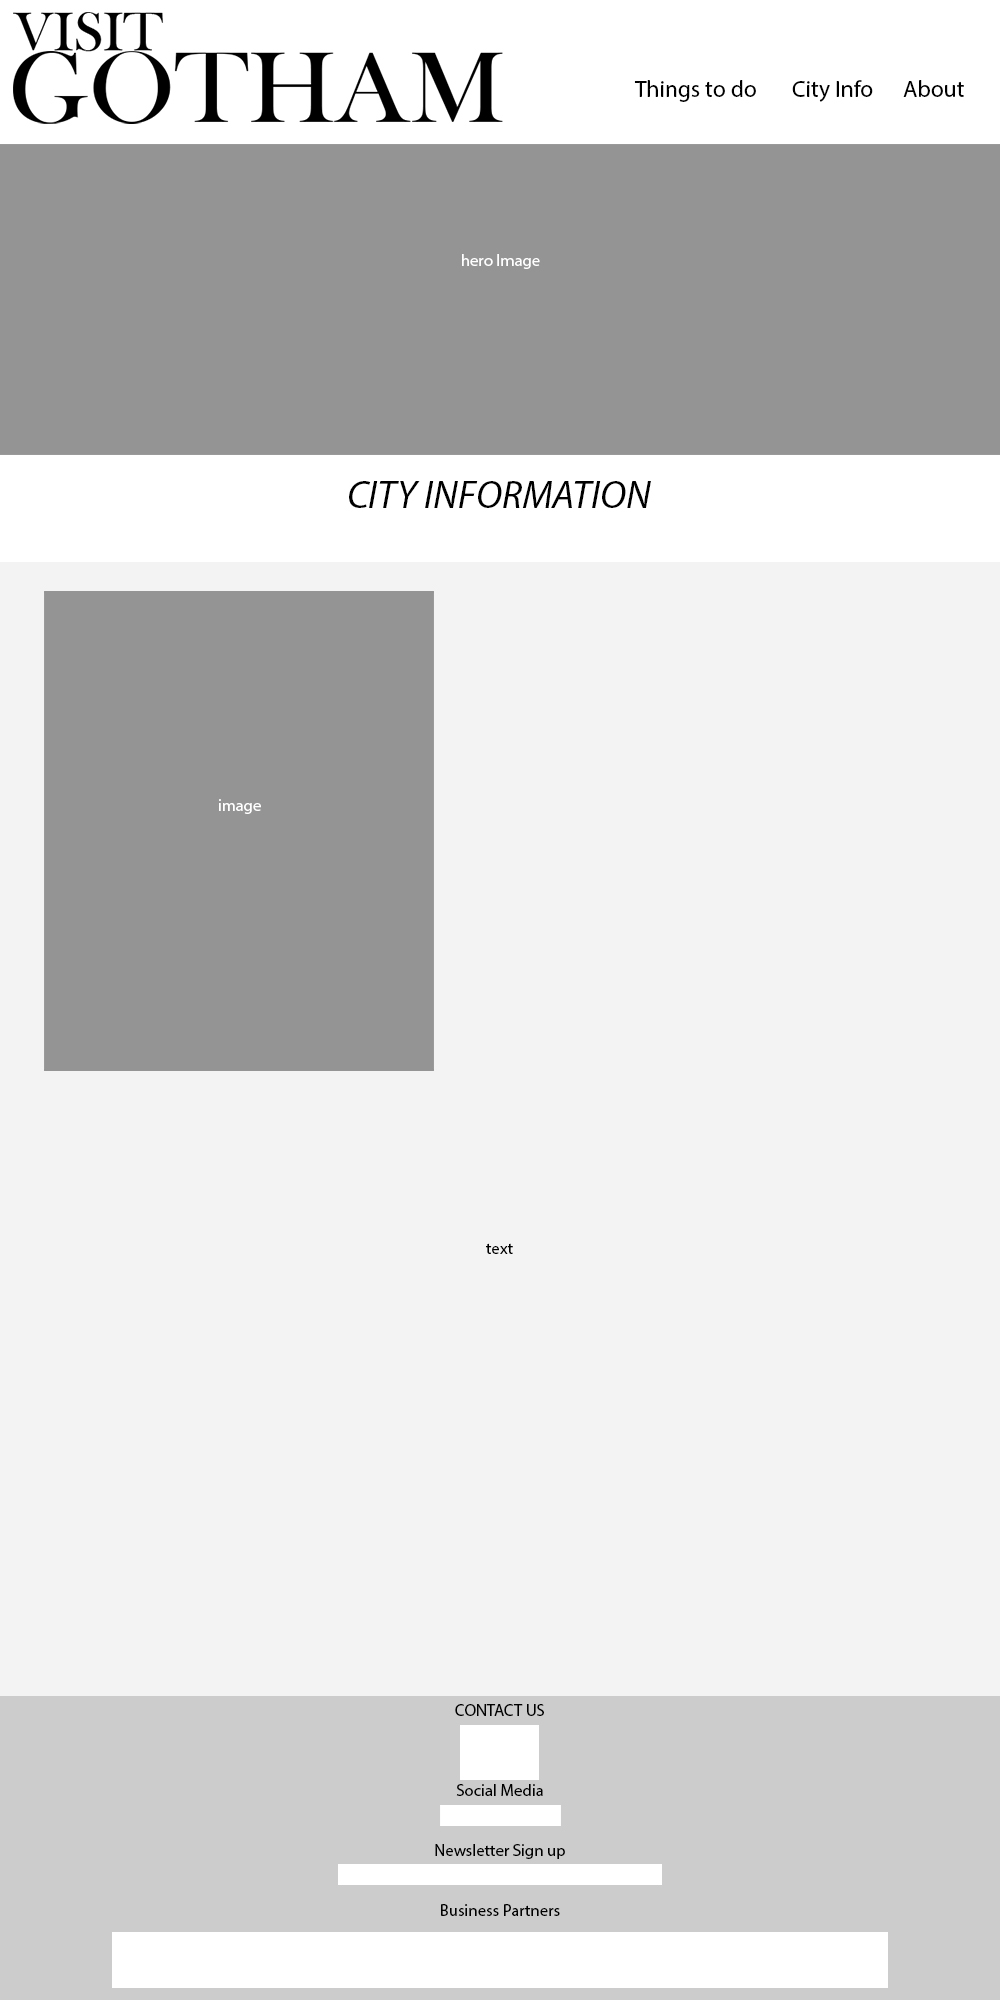 VISIT
GOTHAM
Things to do City Info About
hero Image
CITY INFORMATION
image
text
CONTACT US
Social Media
Newsletter Sign up
Business Partners